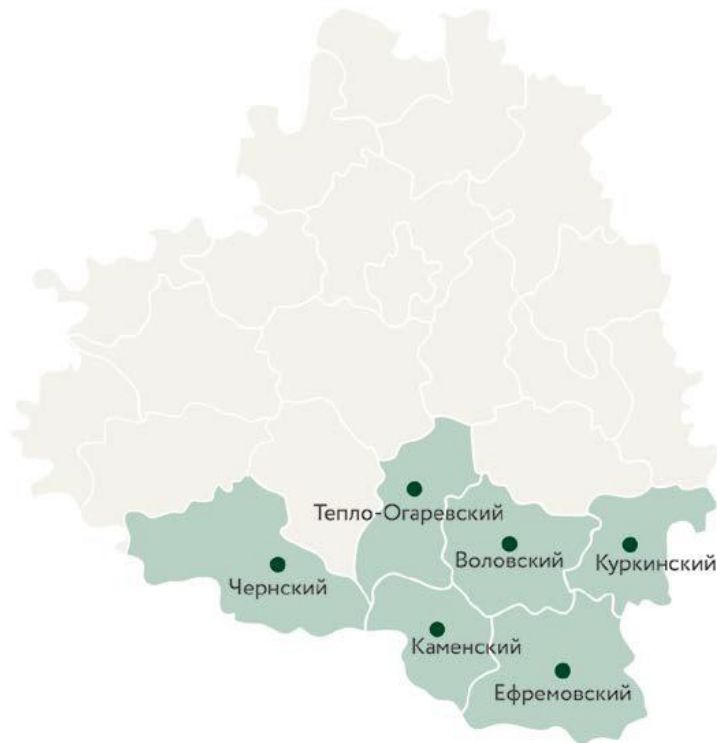 Тепло-Огаревский
Воловский
Куркинский
Чернский
Каменский
Ефремовский